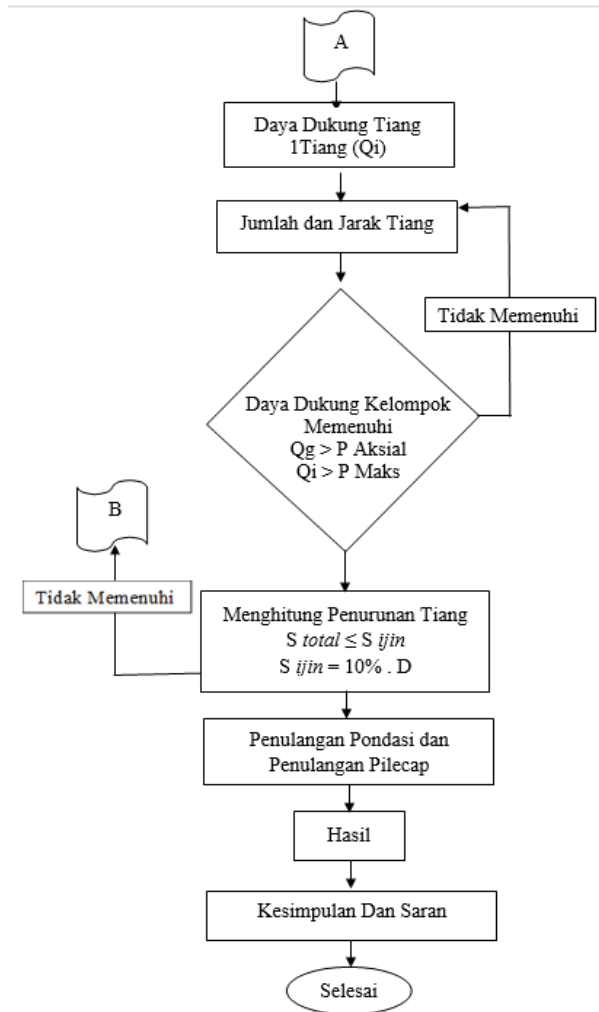 A
Daya Dukung Tiang
1Tiang (Qi)
Jumlah dan Jarak Tiang
Tidak Memenuhi
Daya Dukung Kelompok
Memenuhi
Qg > P Aksial
Qi > P Maks
B
Tidak Memenuhi
Menghitung Penurunan Tiang
S total ≤ S ijin
S ijin = 10% . D
Penulangan Pondasi dan
Penulangan Pilecap
Hasil
Kesimpulan Dan Saran
Selesai